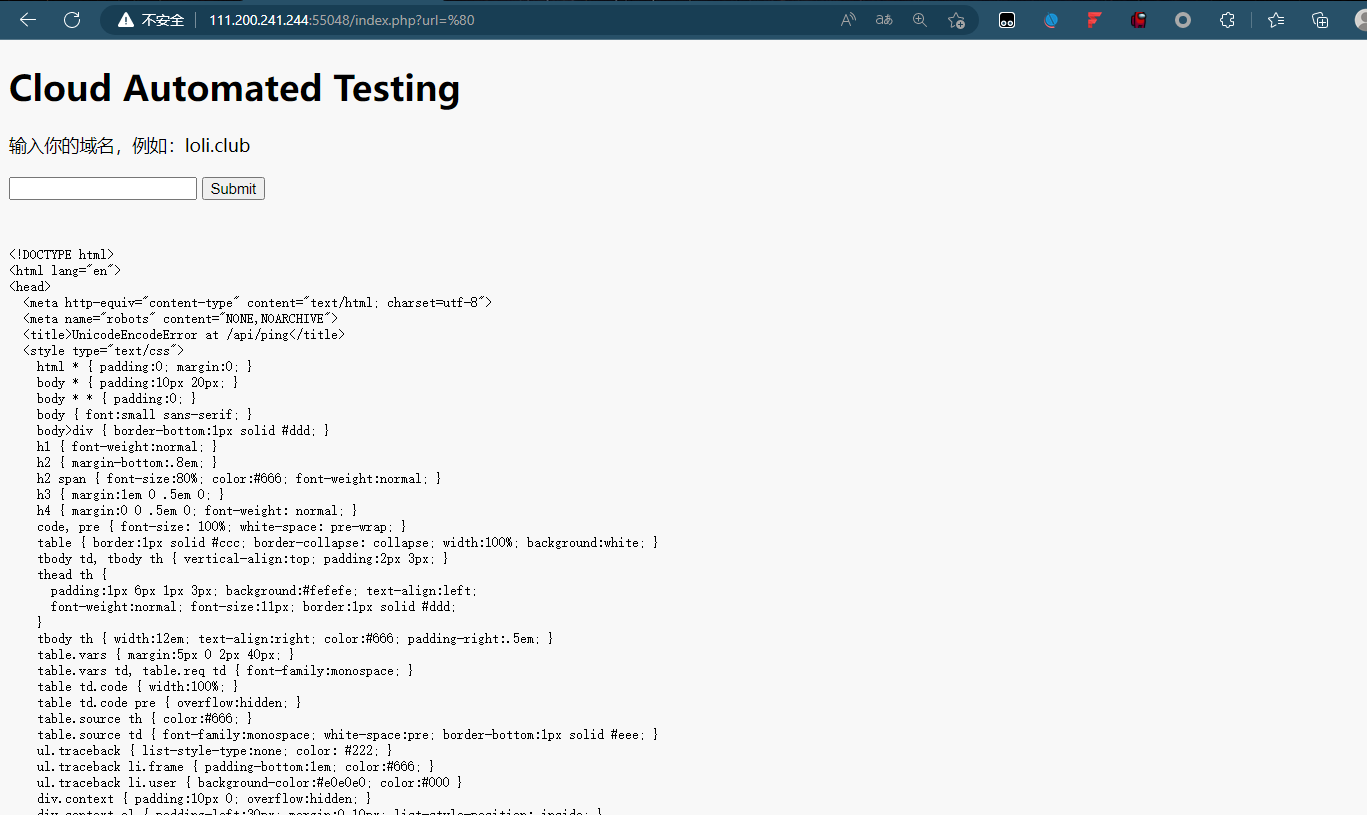 不安全 111.200.241.244:55048/index.php?url=%80
Cloud Automated Testing
输入你的域名，例如：loli.club
Submit
<!DOCTYPE html>
<html lang="en">
<head>
  <meta http-equiv="content-type" content="text/html; charset=utf-8">
  <meta name="robots" content="NONE,NOARCHIVE">
  <title>UnicodeEncodeError at /api/ping</title>
  <style type="text/css">
    html * { padding:0; margin:0; }
    body * { padding:10px 20px; }
    body * * { padding:0; }
    body { font:small sans-serif; }
    body>div { border-bottom:1px solid #ddd; }
    h1 { font-weight:normal; }
    h2 { margin-bottom:.8em; }
    h2 span { font-size:80%; color:#666; font-weight:normal; }
    h3 { margin:1em 0 .5em 0; }
    h4 { margin:0 0 .5em 0; font-weight: normal; }
    code, pre { font-size: 100%; white-space: pre-wrap; }
    table { border:1px solid #ccc; border-collapse: collapse; width:100%; background:white; }
    tbody td, tbody th { vertical-align:top; padding:2px 3px; }
    thead th {
      padding:1px 6px 1px 3px; background:#fefefe; text-align:left;
      font-weight:normal; font-size:11px; border:1px solid #ddd;
    }
    tbody th { width:12em; text-align:right; color:#666; padding-right:.5em; }
    table.vars { margin:5px 0 2px 40px; }
    table.vars td, table.req td { font-family:monospace; }
    table td.code { width:100%; }
    table td.code pre { overflow:hidden; }
    table.source th { color:#666; }
    table.source td { font-family:monospace; white-space:pre; border-bottom:1px solid #eee; }
    ul.traceback { list-style-type:none; color: #222; }
    ul.traceback li.frame { padding-bottom:1em; color:#666; }
    ul.traceback li.user { background-color:#e0e0e0; color:#000 }
    div.context { padding:10px 0; overflow:hidden; }
    div.context ol { padding-left:30px; margin:0 10px; list-style-position: inside; }